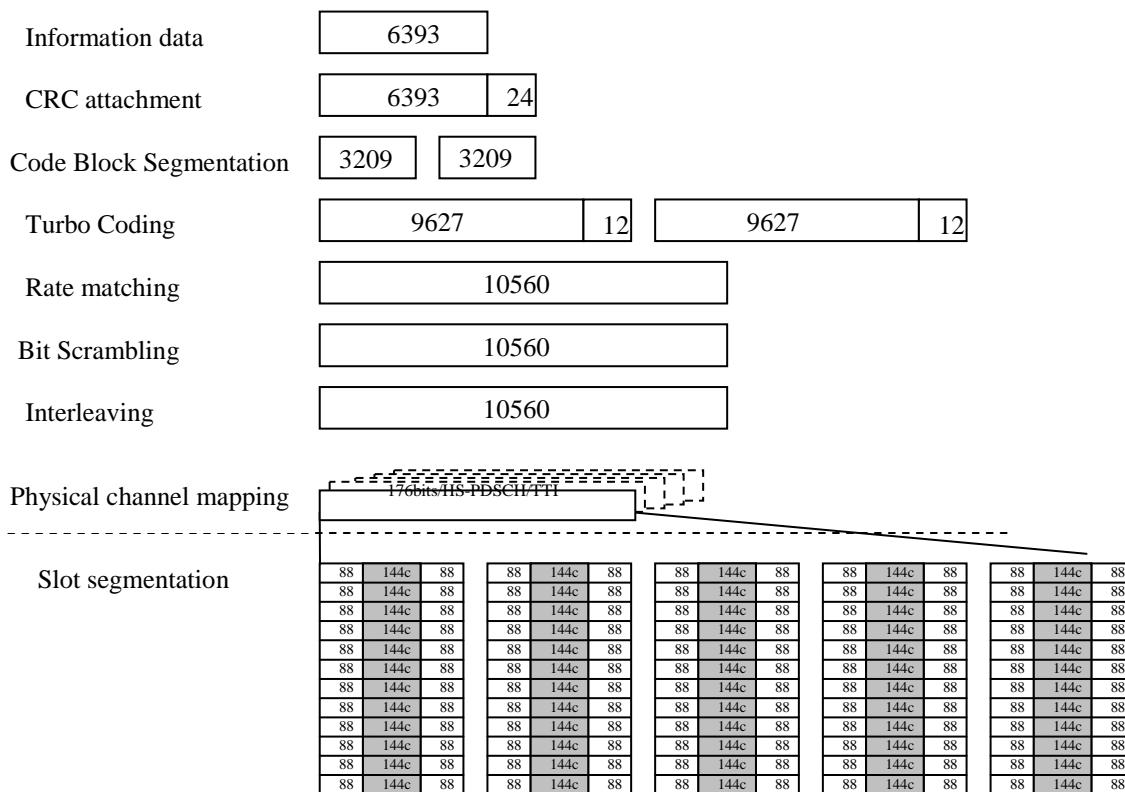 Information data 6393
CRC attachment 6393 24
Code Block Segmentation 3209 3209
Turbo Coding 9627 12 9627 12
Rate matching 10560
Bit Scrambling 10560
Interleaving 10560
Physical channel mapping 176bits/HS-PDSCH/TTI
Slot segmentation
88 144c 88 88 144c 88 88 144c 88 88 144c 88 88 144c 88
88 144c 88 88 144c 88 88 144c 88 88 144c 88 88 144c 88
88 144c 88 88 144c 88 88 144c 88 88 144c 88 88 144c 88
88 144c 88 88 144c 88 88 144c 88 88 144c 88 88 144c 88
88 144c 88 88 144c 88 88 144c 88 88 144c 88 88 144c 88
88 144c 88 88 144c 88 88 144c 88 88 144c 88 88 144c 88
88 144c 88 88 144c 88 88 144c 88 88 144c 88 88 144c 88
88 144c 88 88 144c 88 88 144c 88 88 144c 88 88 144c 88
88 144c 88 88 144c 88 88 144c 88 88 144c 88 88 144c 88
88 144c 88 88 144c 88 88 144c 88 88 144c 88 88 144c 88
88 144c 88 88 144c 88 88 144c 88 88 144c 88 88 144c 88
88 144c 88 88 144c 88 88 144c 88 88 144c 88 88 144c 88